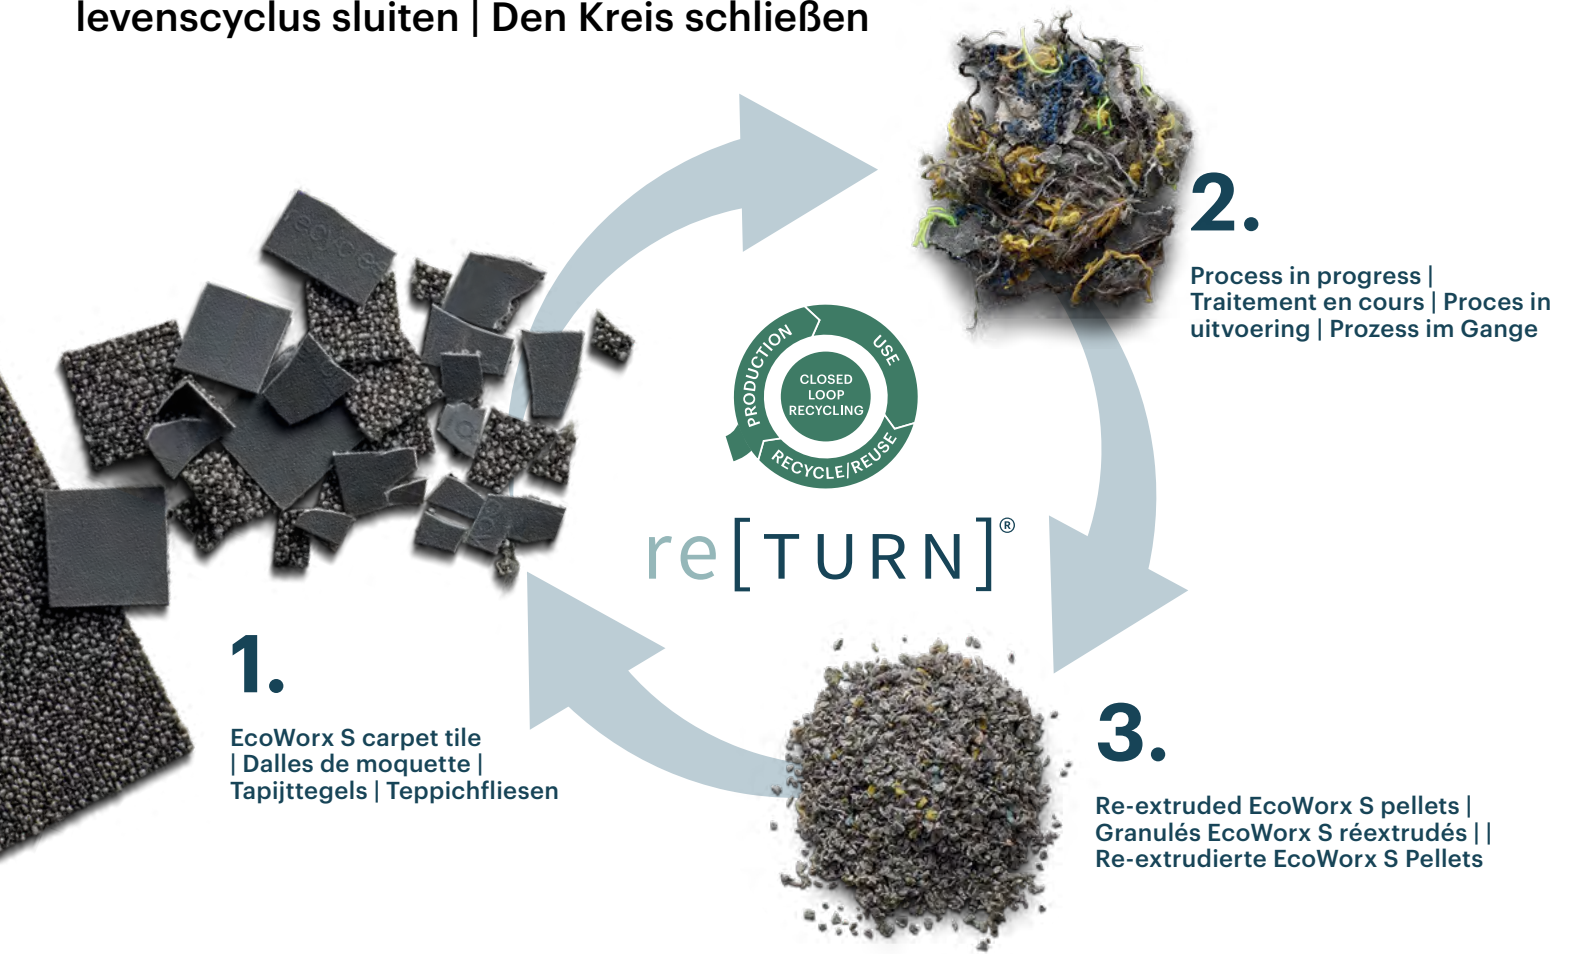 levenscyclus sluiten | Den Kreis schließen
2.
Process in progress |
Traitement en cours | Proces in
uitvoering | Prozess im Gange
PRODUCTION
USE
RECYCLE/REUSE
CLOSED
LOOP
RECYCLING
re[TURN]®
1.
EcoWorx S carpet tile
| Dalles de moquette |
Tapijttegels | Teppichfliesen
3.
Re-extruded EcoWorx S pellets |
Granulés EcoWorx S réextrudés | |
Re-extrudierte EcoWorx S Pellets